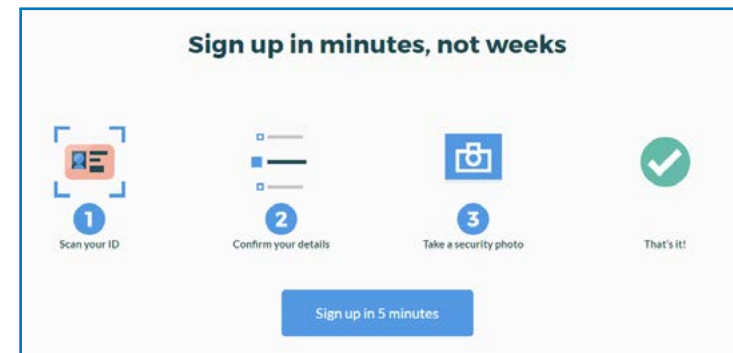 Sign up in minutes, not weeks
1
2
3
Scan your ID
Confirm your details
Take a security photo
That's it!
Sign up in 5 minutes